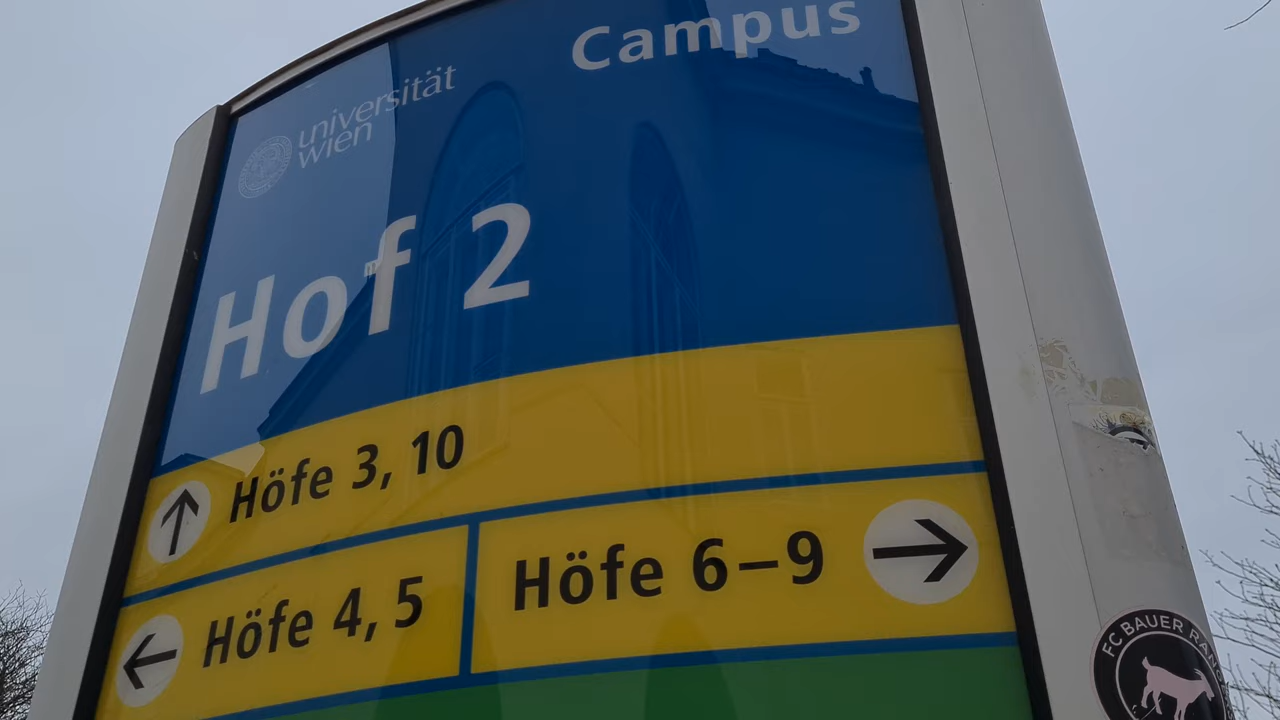 Campus
universität
wien
Hof 2
Höfe 3, 10
Höfe 4, 5
Höfe 6–9
FC BAUER